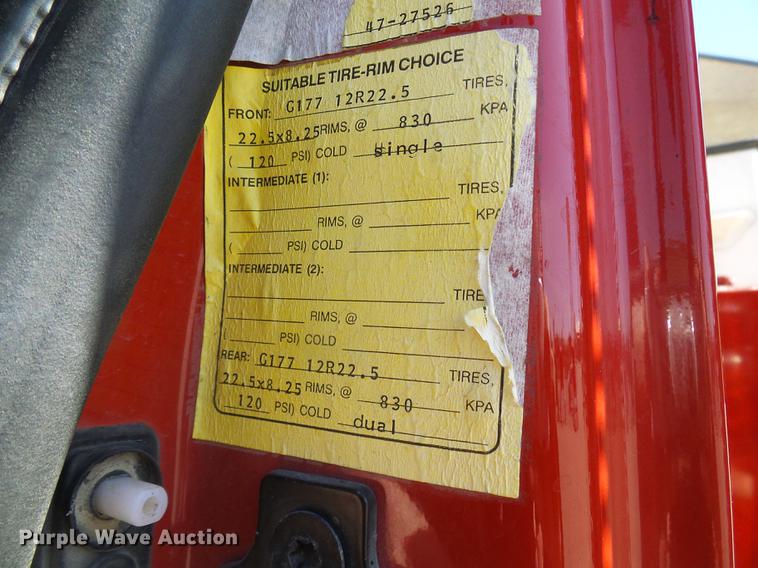 47-27526
SUITABLE TIRE-RIM CHOICE
FRONT: G177 12R22.5 TIRES,
22.5x8.25 RIMS, @ 830 KPA
( 120 PSI) COLD single
INTERMEDIATE (1):
TIRES,
RIMS, @ KPA
( PSI) COLD
INTERMEDIATE (2):
TIRE
RIMS, @
( PSI) COLD
REAR: G177 12R22.5 TIRES,
22.5x8.25 RIMS, @ 830 KPA
120 PSI) COLD dual
Purple Wave Auction